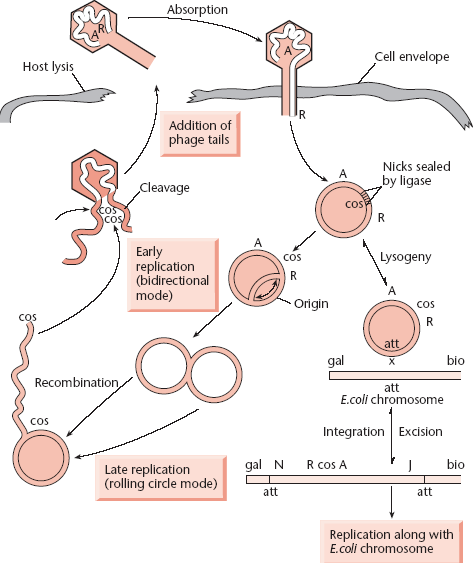 Absorption
R
A
A
Host lysis
Cell envelope
R
Addition of
phage tails
Cleavage
cos
cos
A
Nicks sealed
by ligase
cos
R
Early
replication
(bidirectional
mode)
A
cos
R
Origin
Lysogeny
A
cos
R
att
gal x bio
att
E.coli chromosome
cos
Recombination
cos
Integration Excision
Late replication
(rolling circle mode)
gal N R cos A J bio
att att
Replication along with
E.coli chromosome